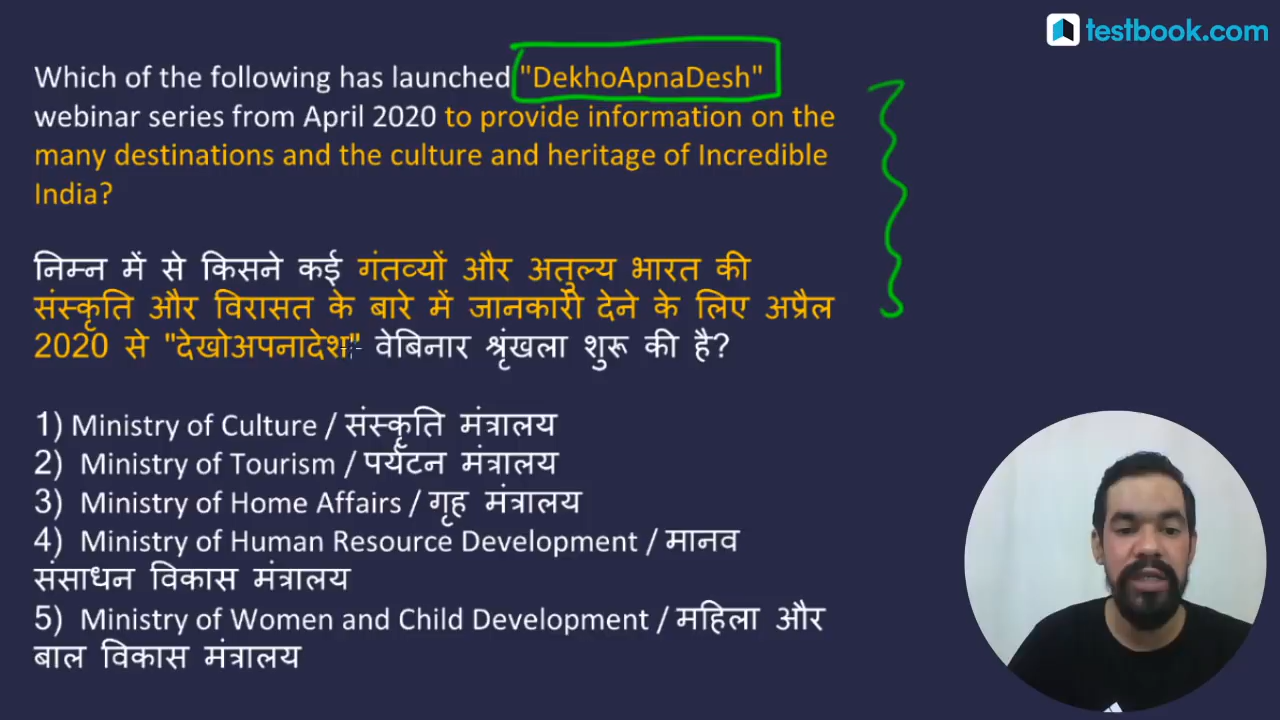 testbook.com
Which of the following has launched "DekhoApnaDesh"
webinar series from April 2020 to provide information on the
many destinations and the culture and heritage of Incredible
India?
निम्न में से किसने कई गंतव्यों और अतुल्य भारत की
संस्कृति और विरासत के बारे में जानकारी देने के लिए अप्रैल
2020 से "देखोअपनादेश" वेबिनार श्रृंखला शुरू की है?
1) Ministry of Culture / संस्कृति मंत्रालय
2) Ministry of Tourism / पर्यटन मंत्रालय
3) Ministry of Home Affairs / गृह मंत्रालय
4) Ministry of Human Resource Development / मानव
संसाधन विकास मंत्रालय
5) Ministry of Women and Child Development / महिला और
बाल विकास मंत्रालय